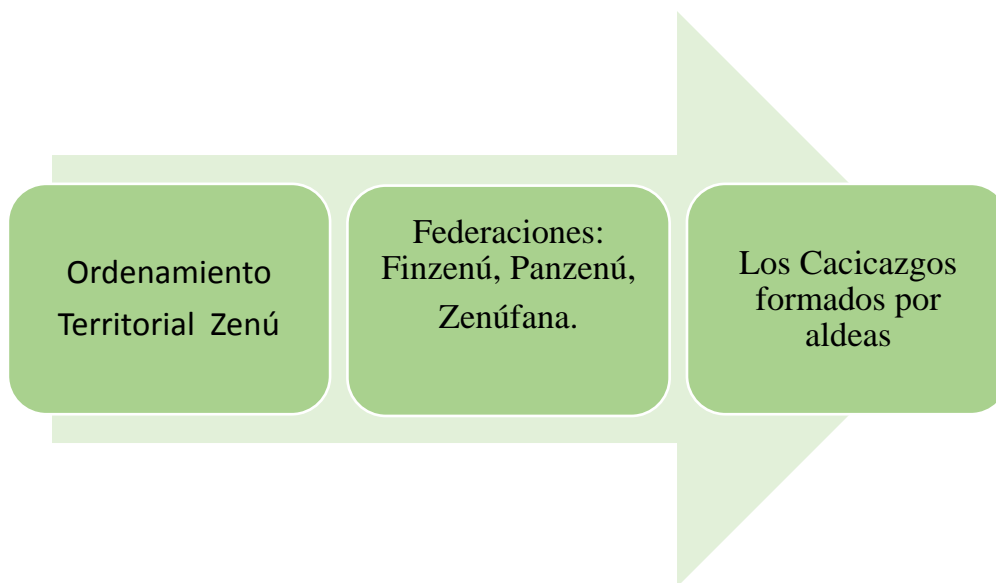 Ordenamiento
Territorial Zenú
Federaciones:
Finzenú, Panzenú,
Zenúfana.
Los Cacicazgos
formados por
aldeas